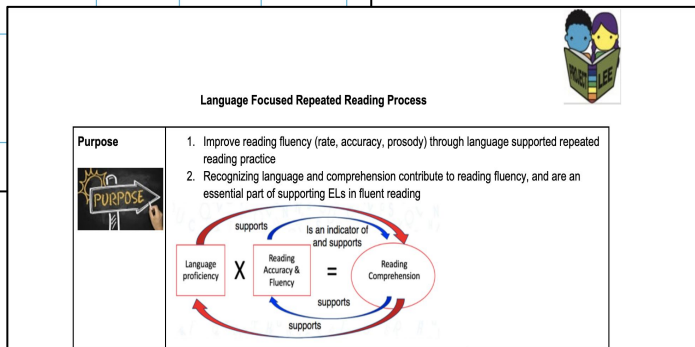 PROJECT LEE
Language Focused Repeated Reading Process
Purpose
PURPOSE
1. Improve reading fluency (rate, accuracy, prosody) through language supported repeated
reading practice
2. Recognizing language and comprehension contribute to reading fluency, and are an
essential part of supporting ELs in fluent reading
supports
Is an indicator of
and supports
Language
proficiency
X
Reading
Accuracy &
Fluency
=
Reading
Comprehension
supports
supports